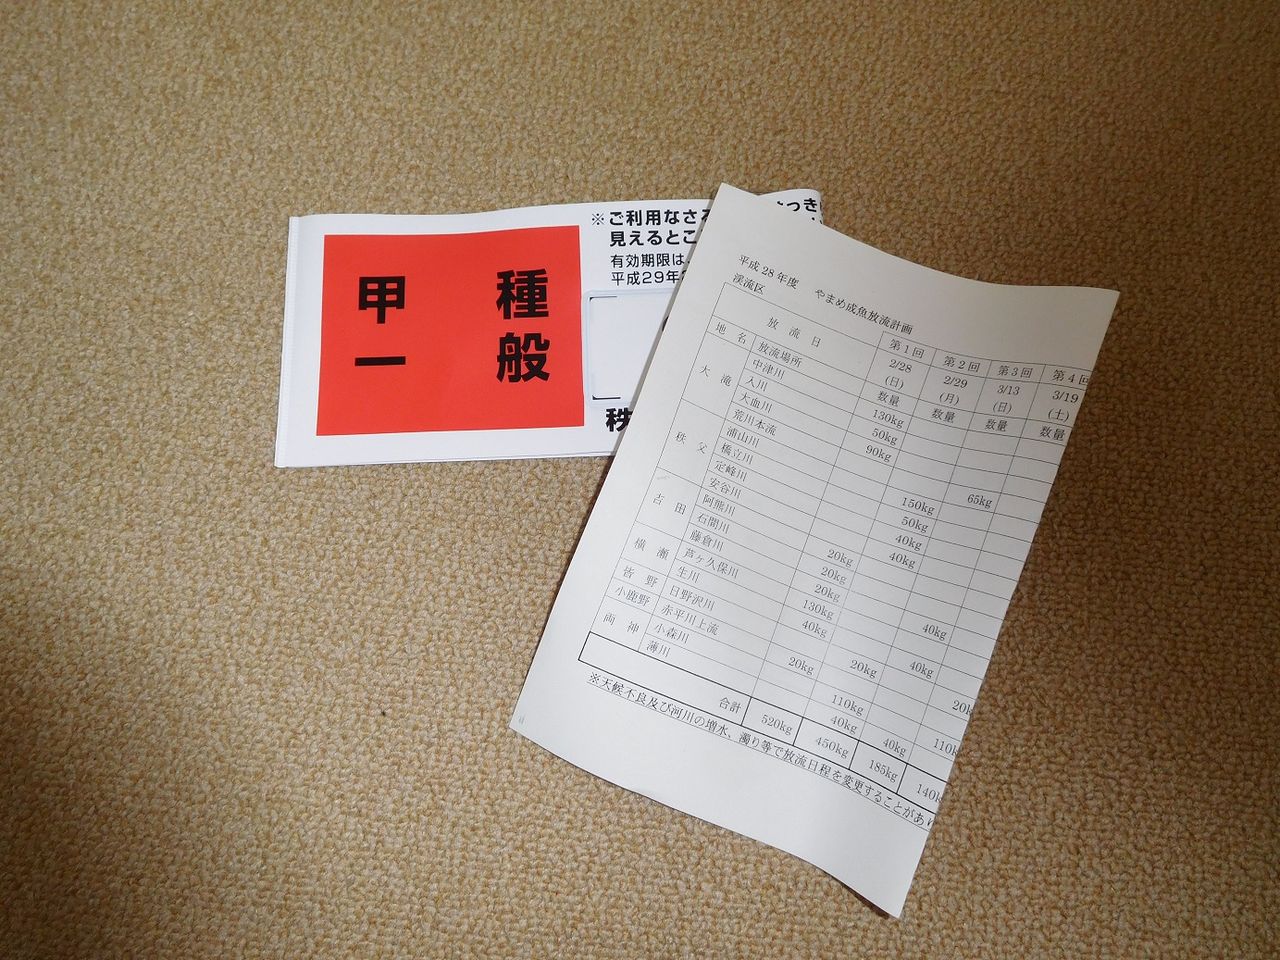 甲 種
一 般
※ご利用なさる
はっき
見えるとこ
有効期限は、
平成29年
秩
平成28年度 やまめ成魚放流計画
渓流区
放流日 第1回 第2回 第3回 第4回
2/28 2/29 3/13 3/19
(日) (月) (日) (土)
地名 放流場所 数量 数量 数量 数量
大滝 中津川 130kg
入川 50kg
大血川 90kg
秩父 荒川本流 150kg 65kg
浦山川 50kg
橋立川 40kg
定峰川 40kg
安谷川 20kg
吉田 阿熊川 20kg
石間川 20kg 40kg
藤倉川 130kg
横瀬 芦ヶ久保川 40kg 40kg
生川 20kg
皆野 日野沢川 20kg 20k
小鹿野 赤平川上流 110kg 110k
両神 小森川 40kg
薄川 40kg
合計 520kg 450kg 185kg 140k
※天候不良及び河川の増水、濁り等で放流日程を変更することがあり